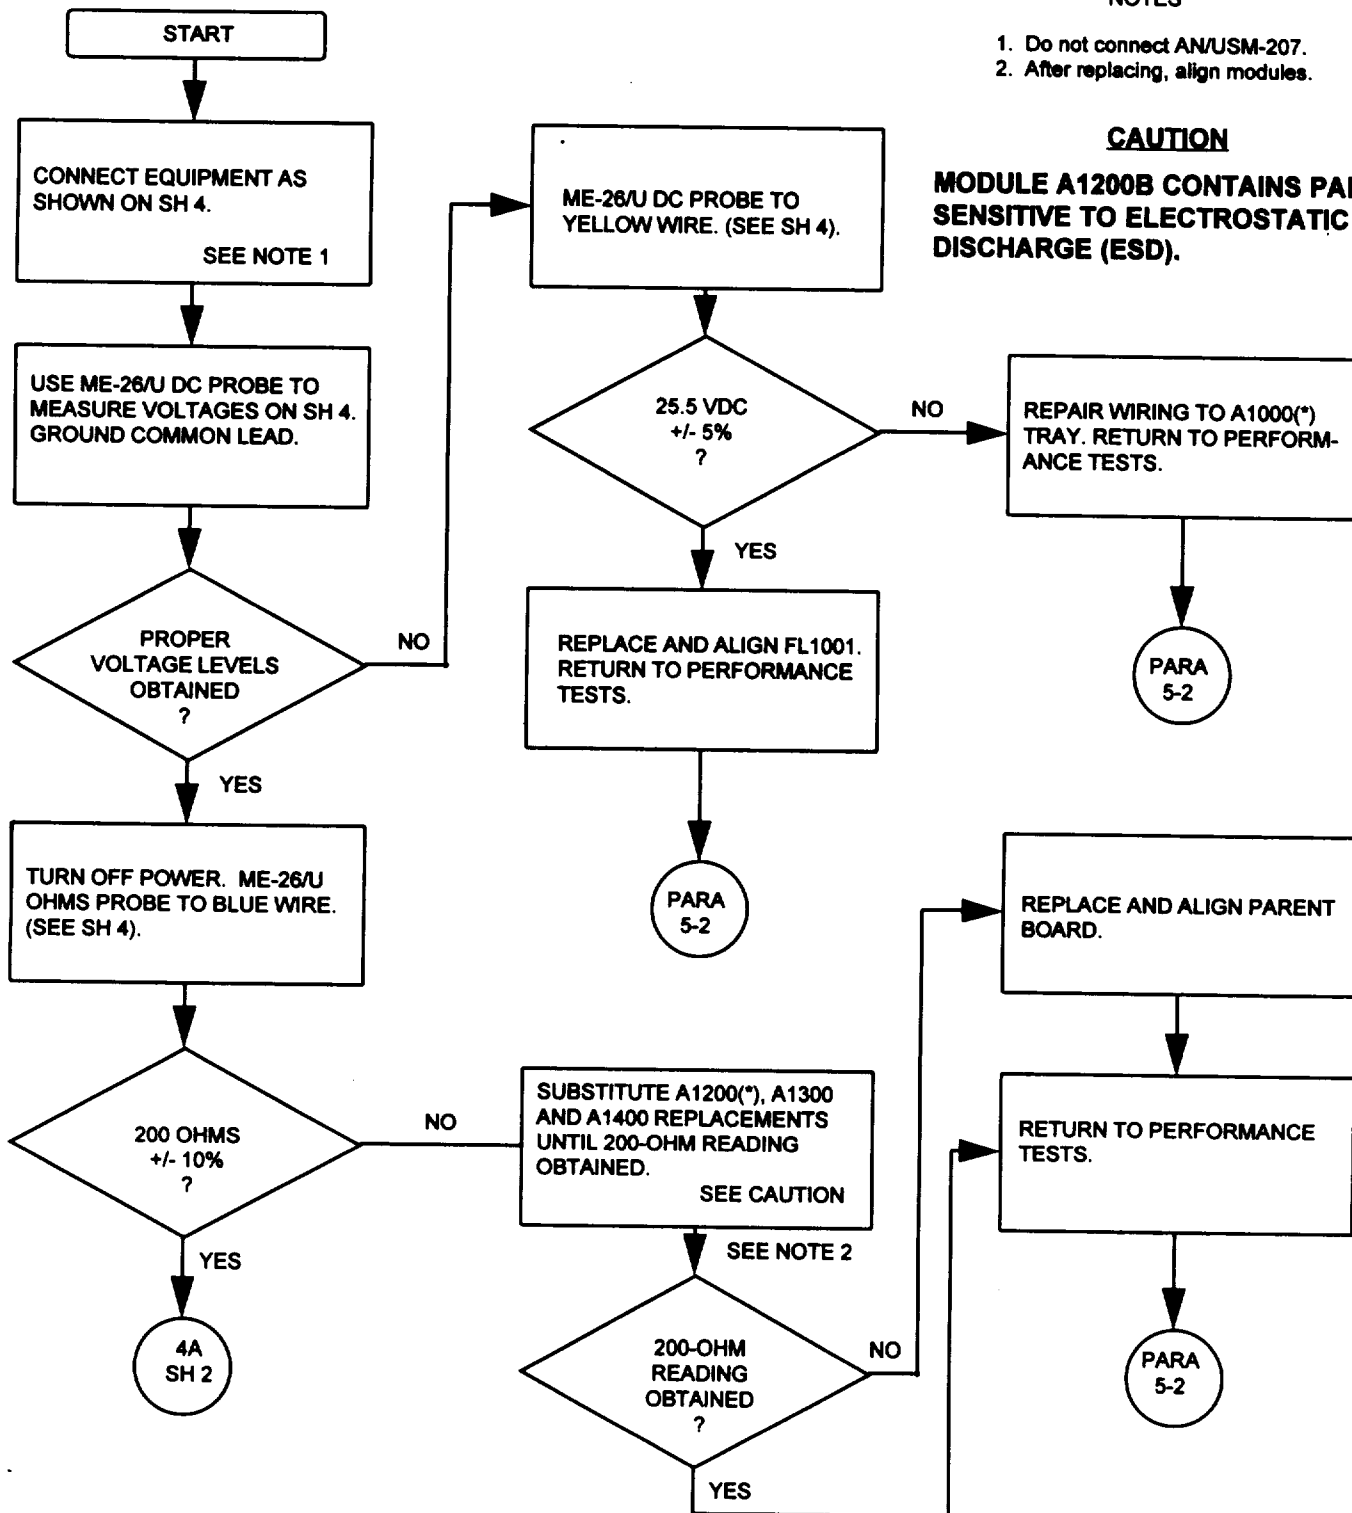 NOTES
1. Do not connect AN/USM-207.
2. After replacing, align modules.
CAUTION
MODULE A1200B CONTAINS
SENSITIVE TO ELECTROSTATIC
DISCHARGE (ESD).
START
CONNECT EQUIPMENT AS
SHOWN ON SH 4.
SEE NOTE 1
USE ME-26/U DC PROBE TO
MEASURE VOLTAGES ON SH 4.
GROUND COMMON LEAD.
PROPER
VOLTAGE LEVELS
OBTAINED
?
NO
YES
ME-26/U DC PROBE TO
YELLOW WIRE. (SEE SH 4).
25.5 VDC
+/- 5%
?
NO
YES
REPAIR WIRING TO A1000(*)
TRAY. RETURN TO PERFORM-
ANCE TESTS.
PARA
5-2
REPLACE AND ALIGN FL1001.
RETURN TO PERFORMANCE
TESTS.
PARA
5-2
TURN OFF POWER. ME-26/U
OHMS PROBE TO BLUE WIRE.
(SEE SH 4).
200 OHMS
+/- 10%
?
NO
YES
4A
SH 2
SUBSTITUTE A1200(*), A1300
AND A1400 REPLACEMENTS
UNTIL 200-OHM READING
OBTAINED.
SEE CAUTION
SEE NOTE 2
200-OHM
READING
OBTAINED
?
NO
YES
REPLACE AND ALIGN PARENT
BOARD.
RETURN TO PERFORMANCE
TESTS.
PARA
5-2